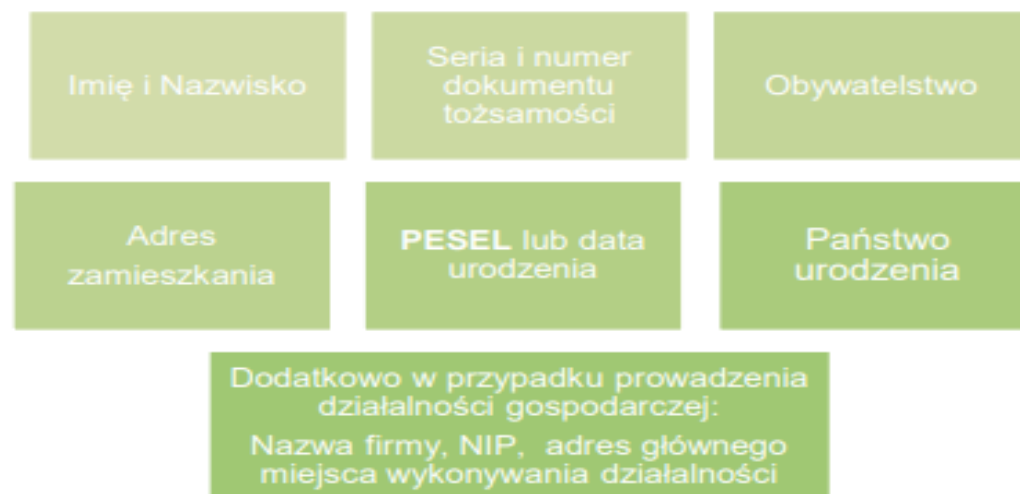 Imię i Nazwisko
Seria i numer
dokumentu
tożsamości
Obywatelstwo
Adres
zamieszkania
PESEL lub data
urodzenia
Państwo
urodzenia
Dodatkowo w przypadku prowadzenia
działalności gospodarczej:
Nazwa firmy, NIP, adres głównego
miejsca wykonywania działalności